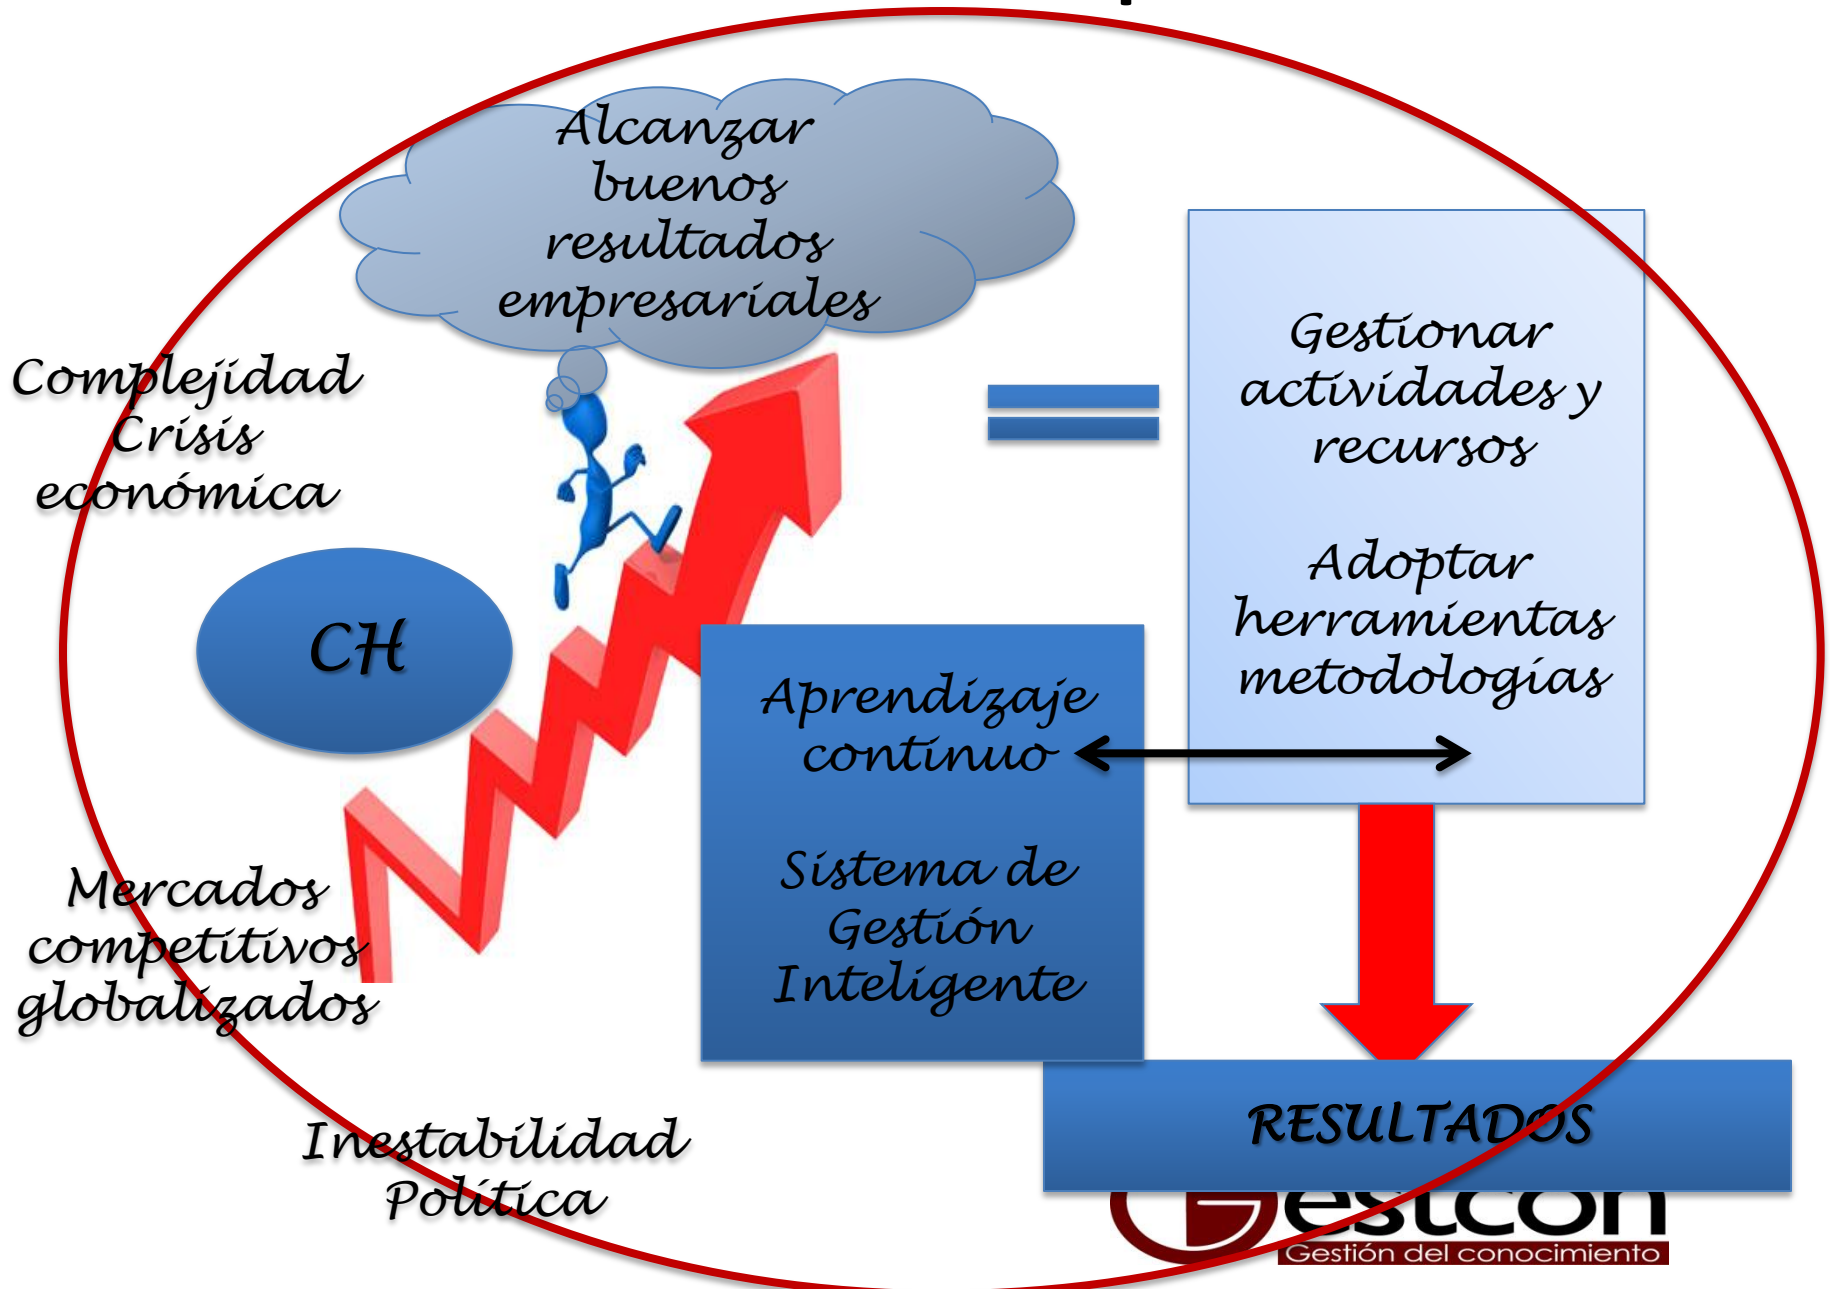 Alcanzar
buenos
resultados
empresariales
Complejidad
Crisis
económica
Gestionar
actividades y
recursos
Adoptar
herramientas
metodologías
CH
Aprendizaje
continuo
Sistema de
Gestión
Inteligente
Mercados
competitivos
globalizados
Inestabilidad
Política
RESULTADOS
Gestcon
Gestión del conocimiento